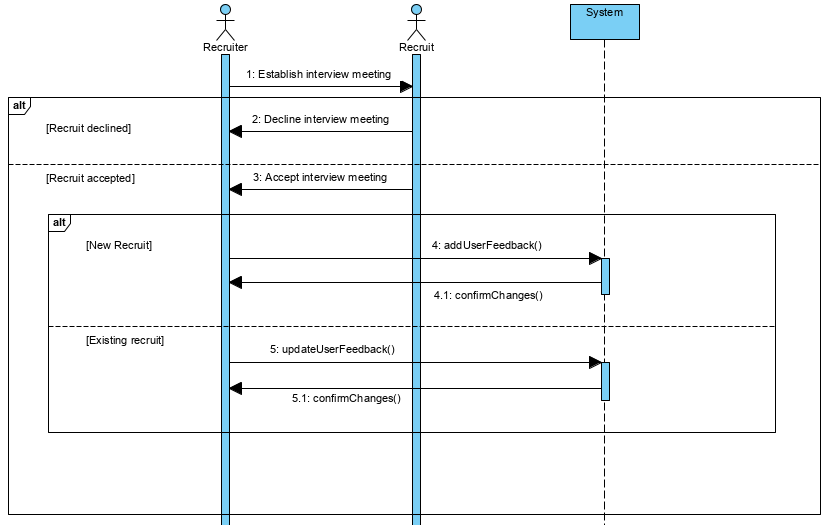 Recruiter
Recruit
System
1: Establish interview meeting
alt
[Recruit declined]
2: Decline interview meeting
[Recruit accepted]
3: Accept interview meeting
alt
[New Recruit]
4: addUserFeedback()
4.1: confirmChanges()
[Existing recruit]
5: updateUserFeedback()
5.1: confirmChanges()